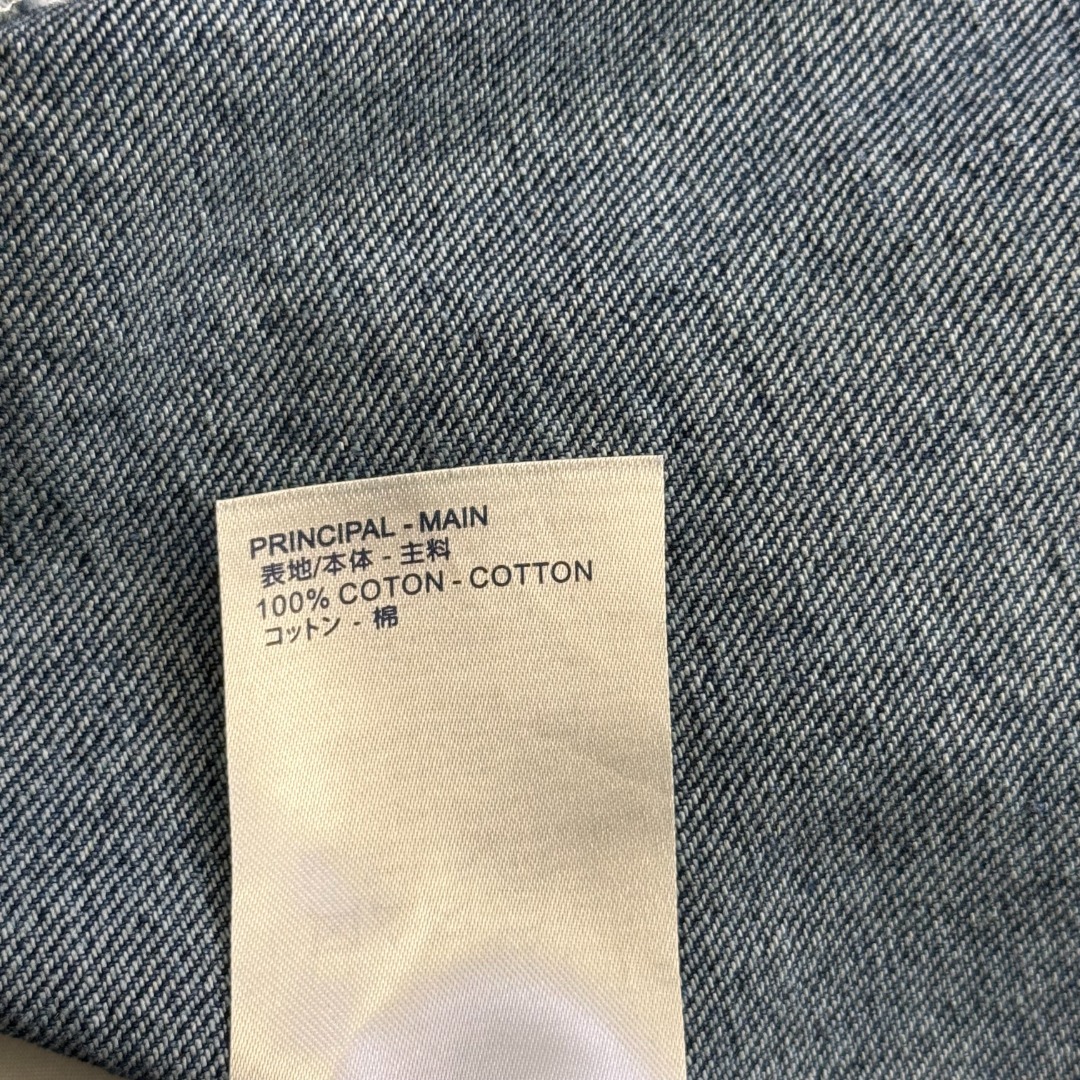 PRINCIPAL - MAIN
表地/本体 - 主料
100% COTON - COTTON
コットン - 棉